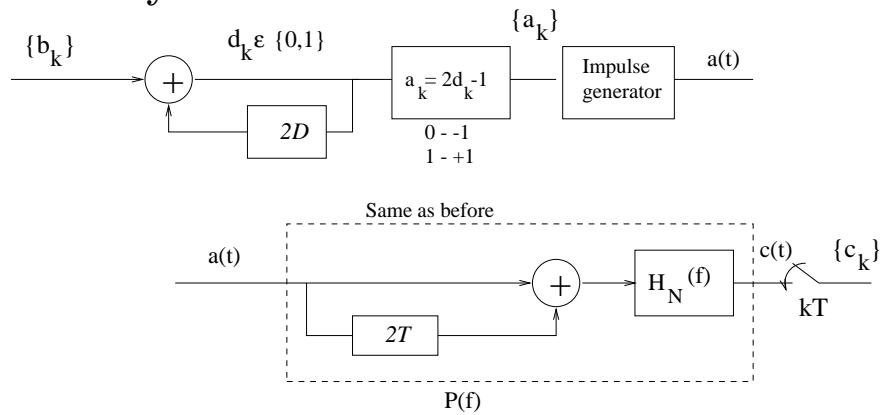 {b_k}
d_k ε {0,1}
{a_k}
+
a_k = 2d_k-1
Impulse
generator
a(t)
2D
0 - -1
1 - +1
Same as before
a(t)
+
H_N(f)
c(t)
{c_k}
2T
kT
P(f)